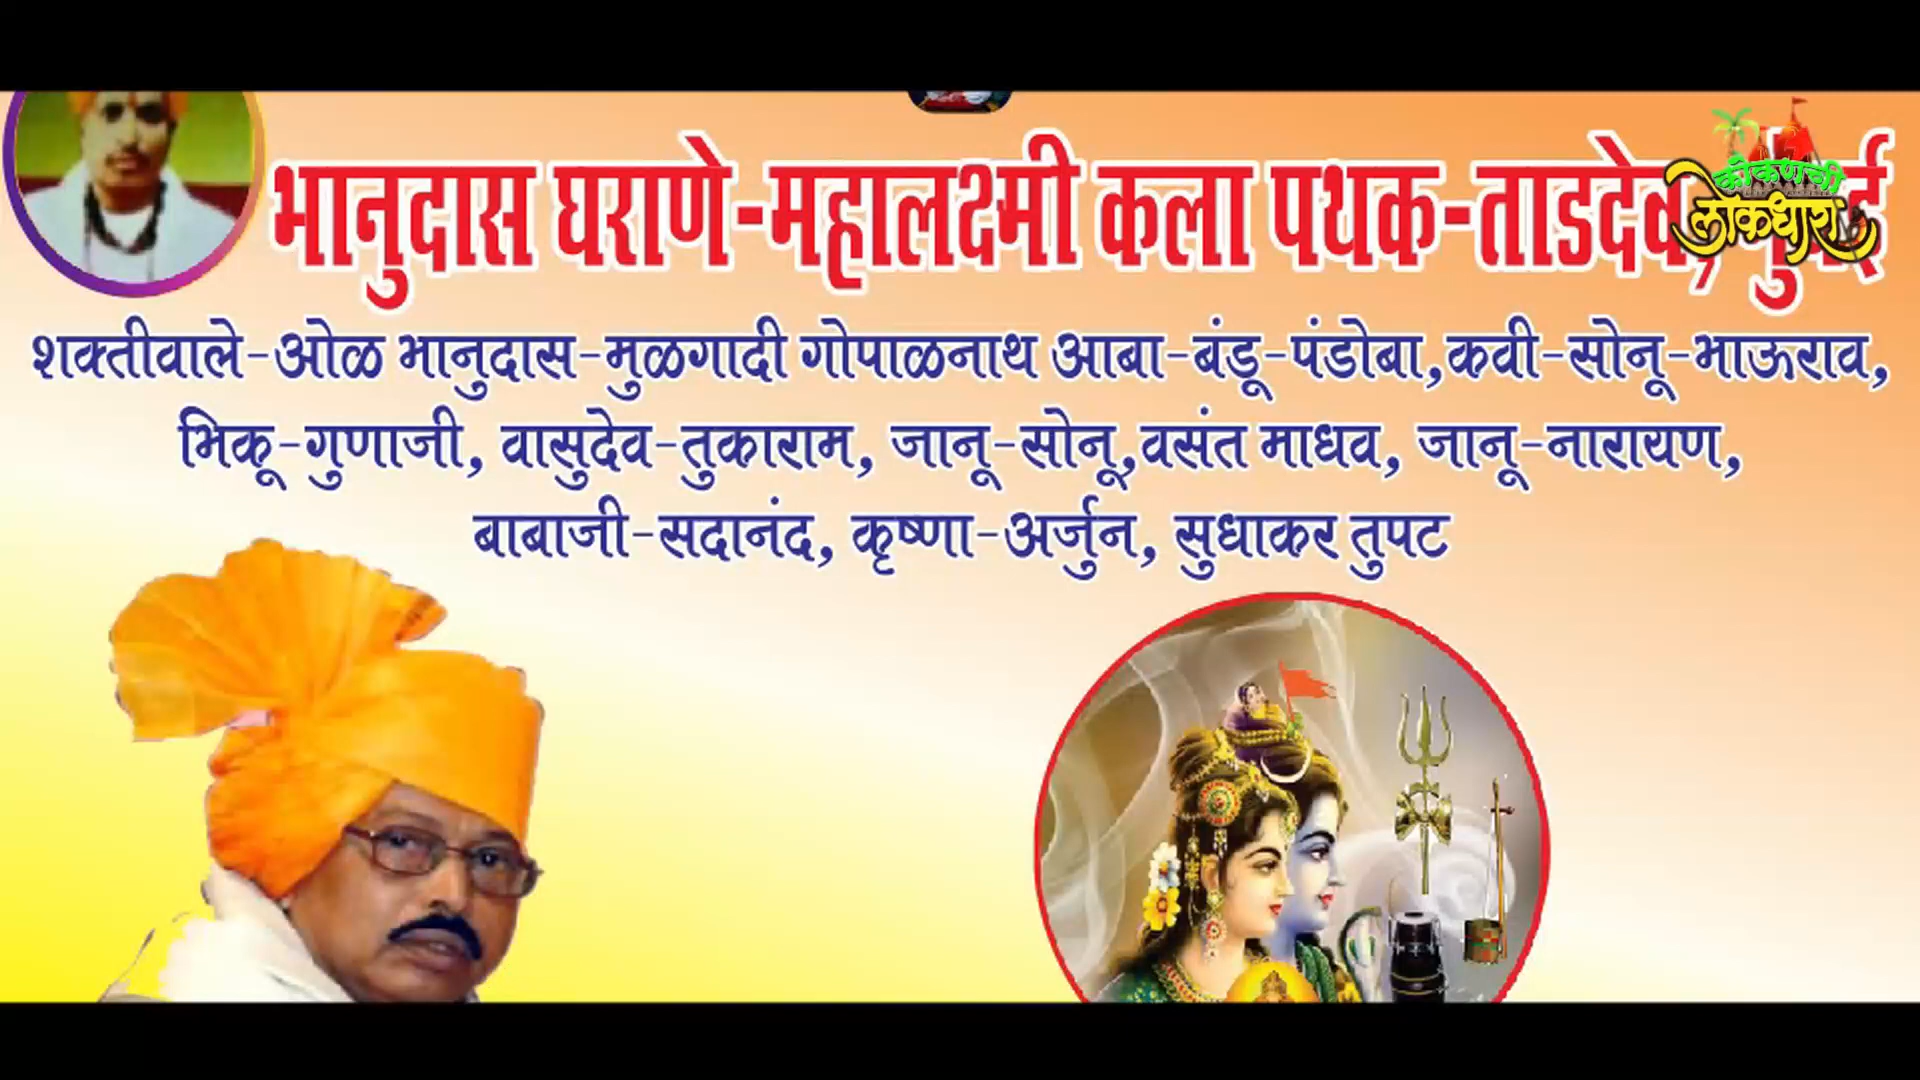 भानुदास घराणे-महालक्ष्मी कला पथक-ताडदेव,
कोकणची
लोकधारा
शक्तीवाले-ओळ भानुदास-मुळगादी गोपाळनाथ आबा-बंडू-पंडोबा,कवी-सोनू-भाऊराव,
भिकू-गुणाजी, वासुदेव-तुकाराम, जानू-सोनू,वसंत माधव, जानू-नारायण,
बाबाजी-सदानंद, कृष्णा-अर्जुन, सुधाकर तुपट